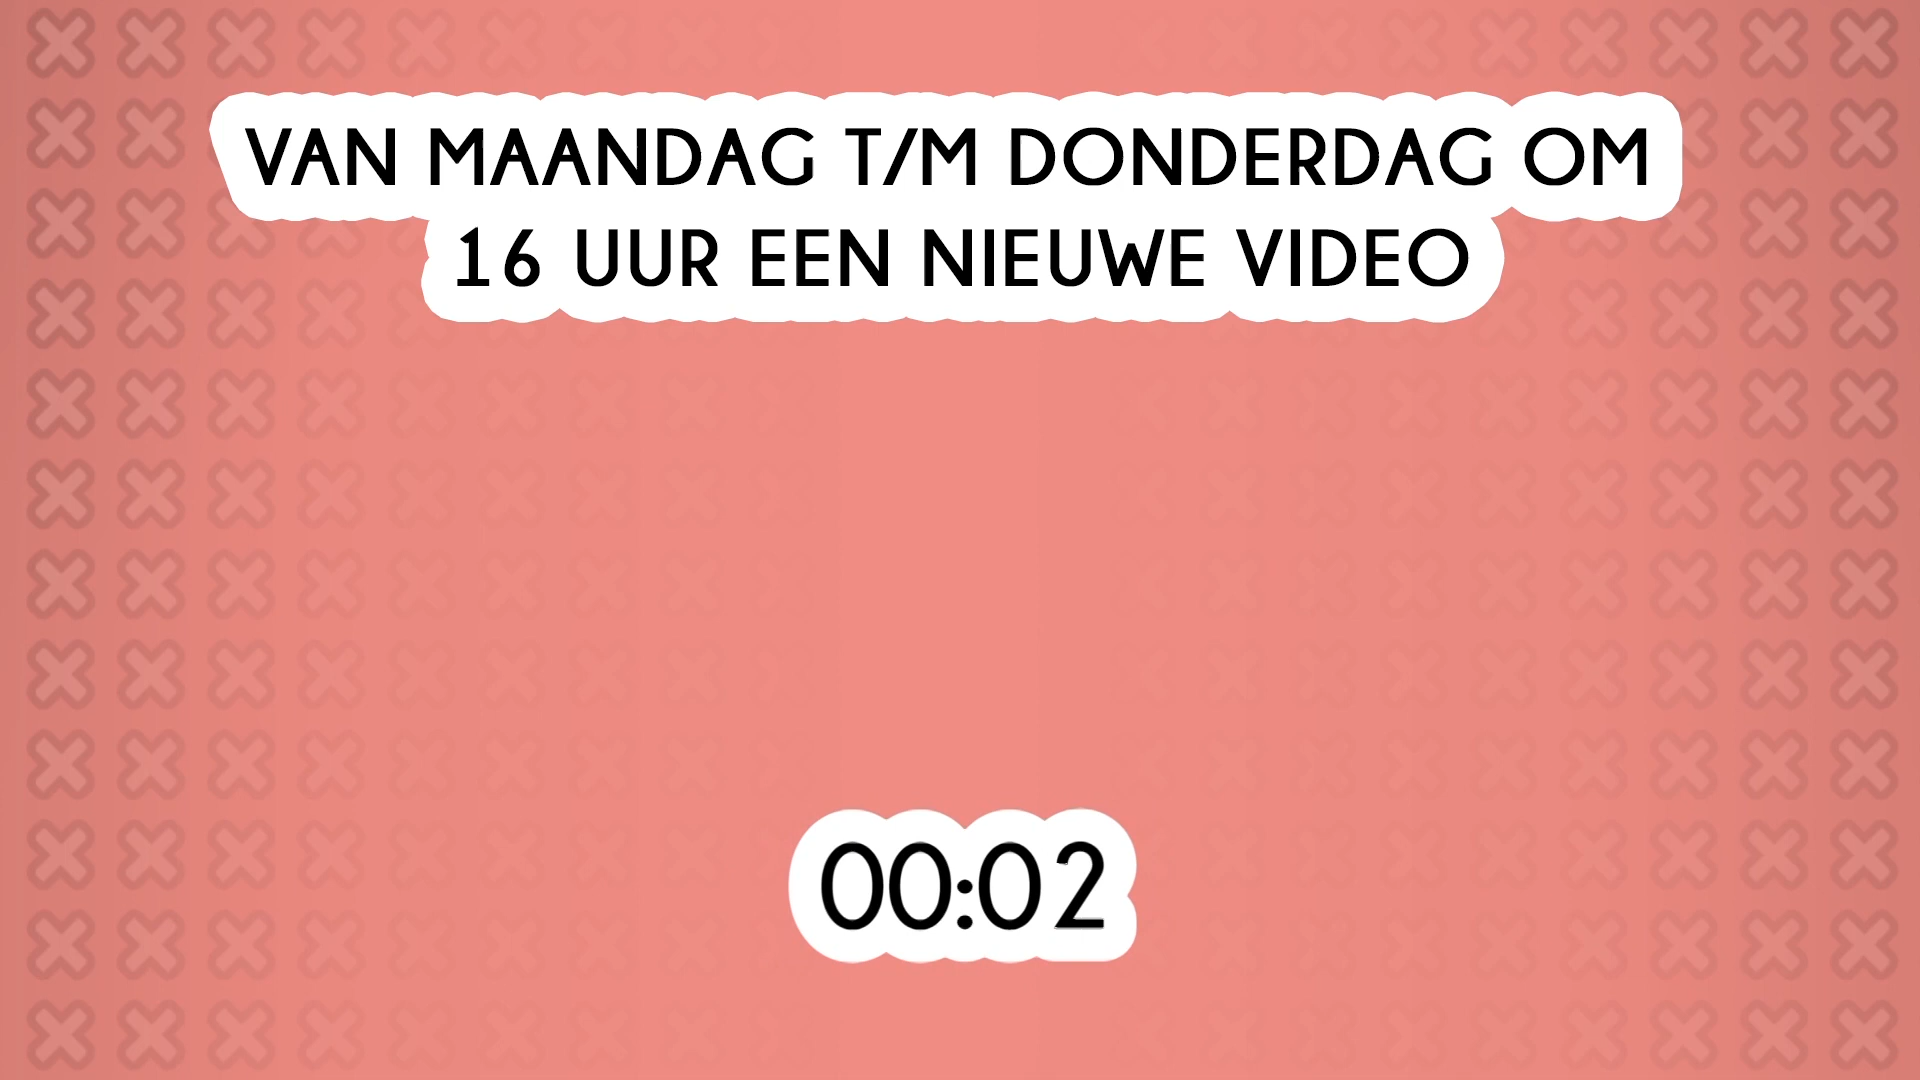 VAN MAANDAG T/M DONDERDAG OM
16 UUR EEN NIEUWE VIDEO
00:02